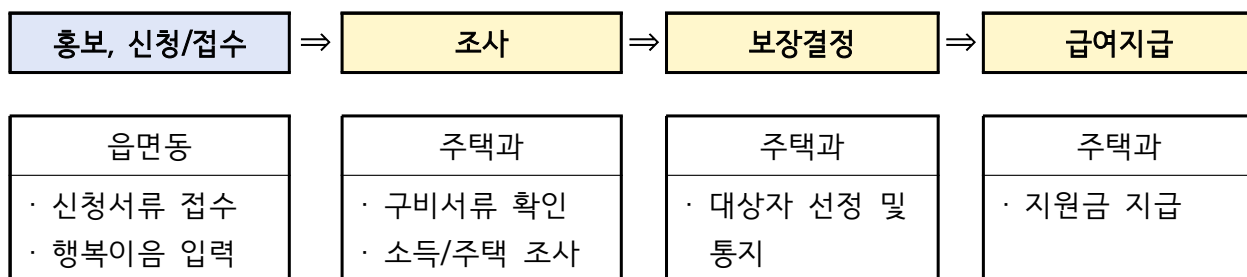 홍보, 신청/접수 ⇒ 조사 ⇒ 보장결정 ⇒ 급여지급
읍면동
· 신청서류 접수
· 행복이음 입력
주택과
· 구비서류 확인
· 소득/주택 조사
주택과
· 대상자 선정 및
통지
주택과
· 지원금 지급